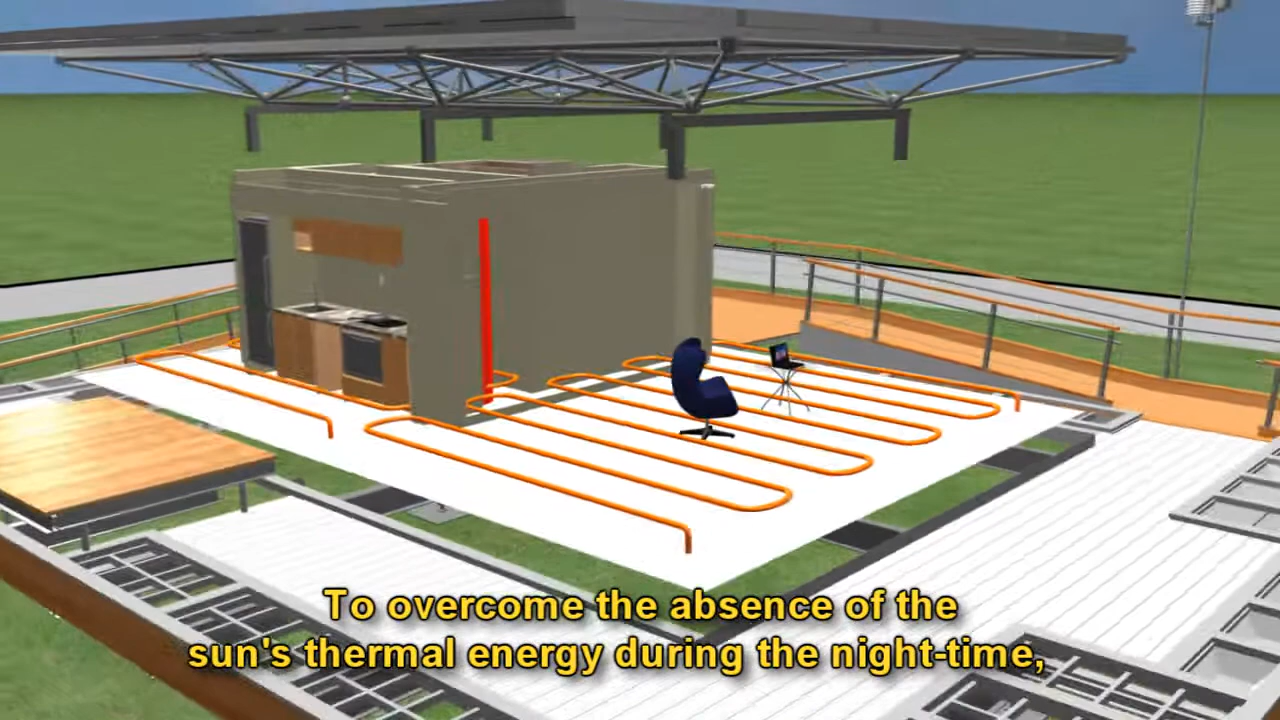 To overcome the absence of the
sun's thermal energy during the night-time,